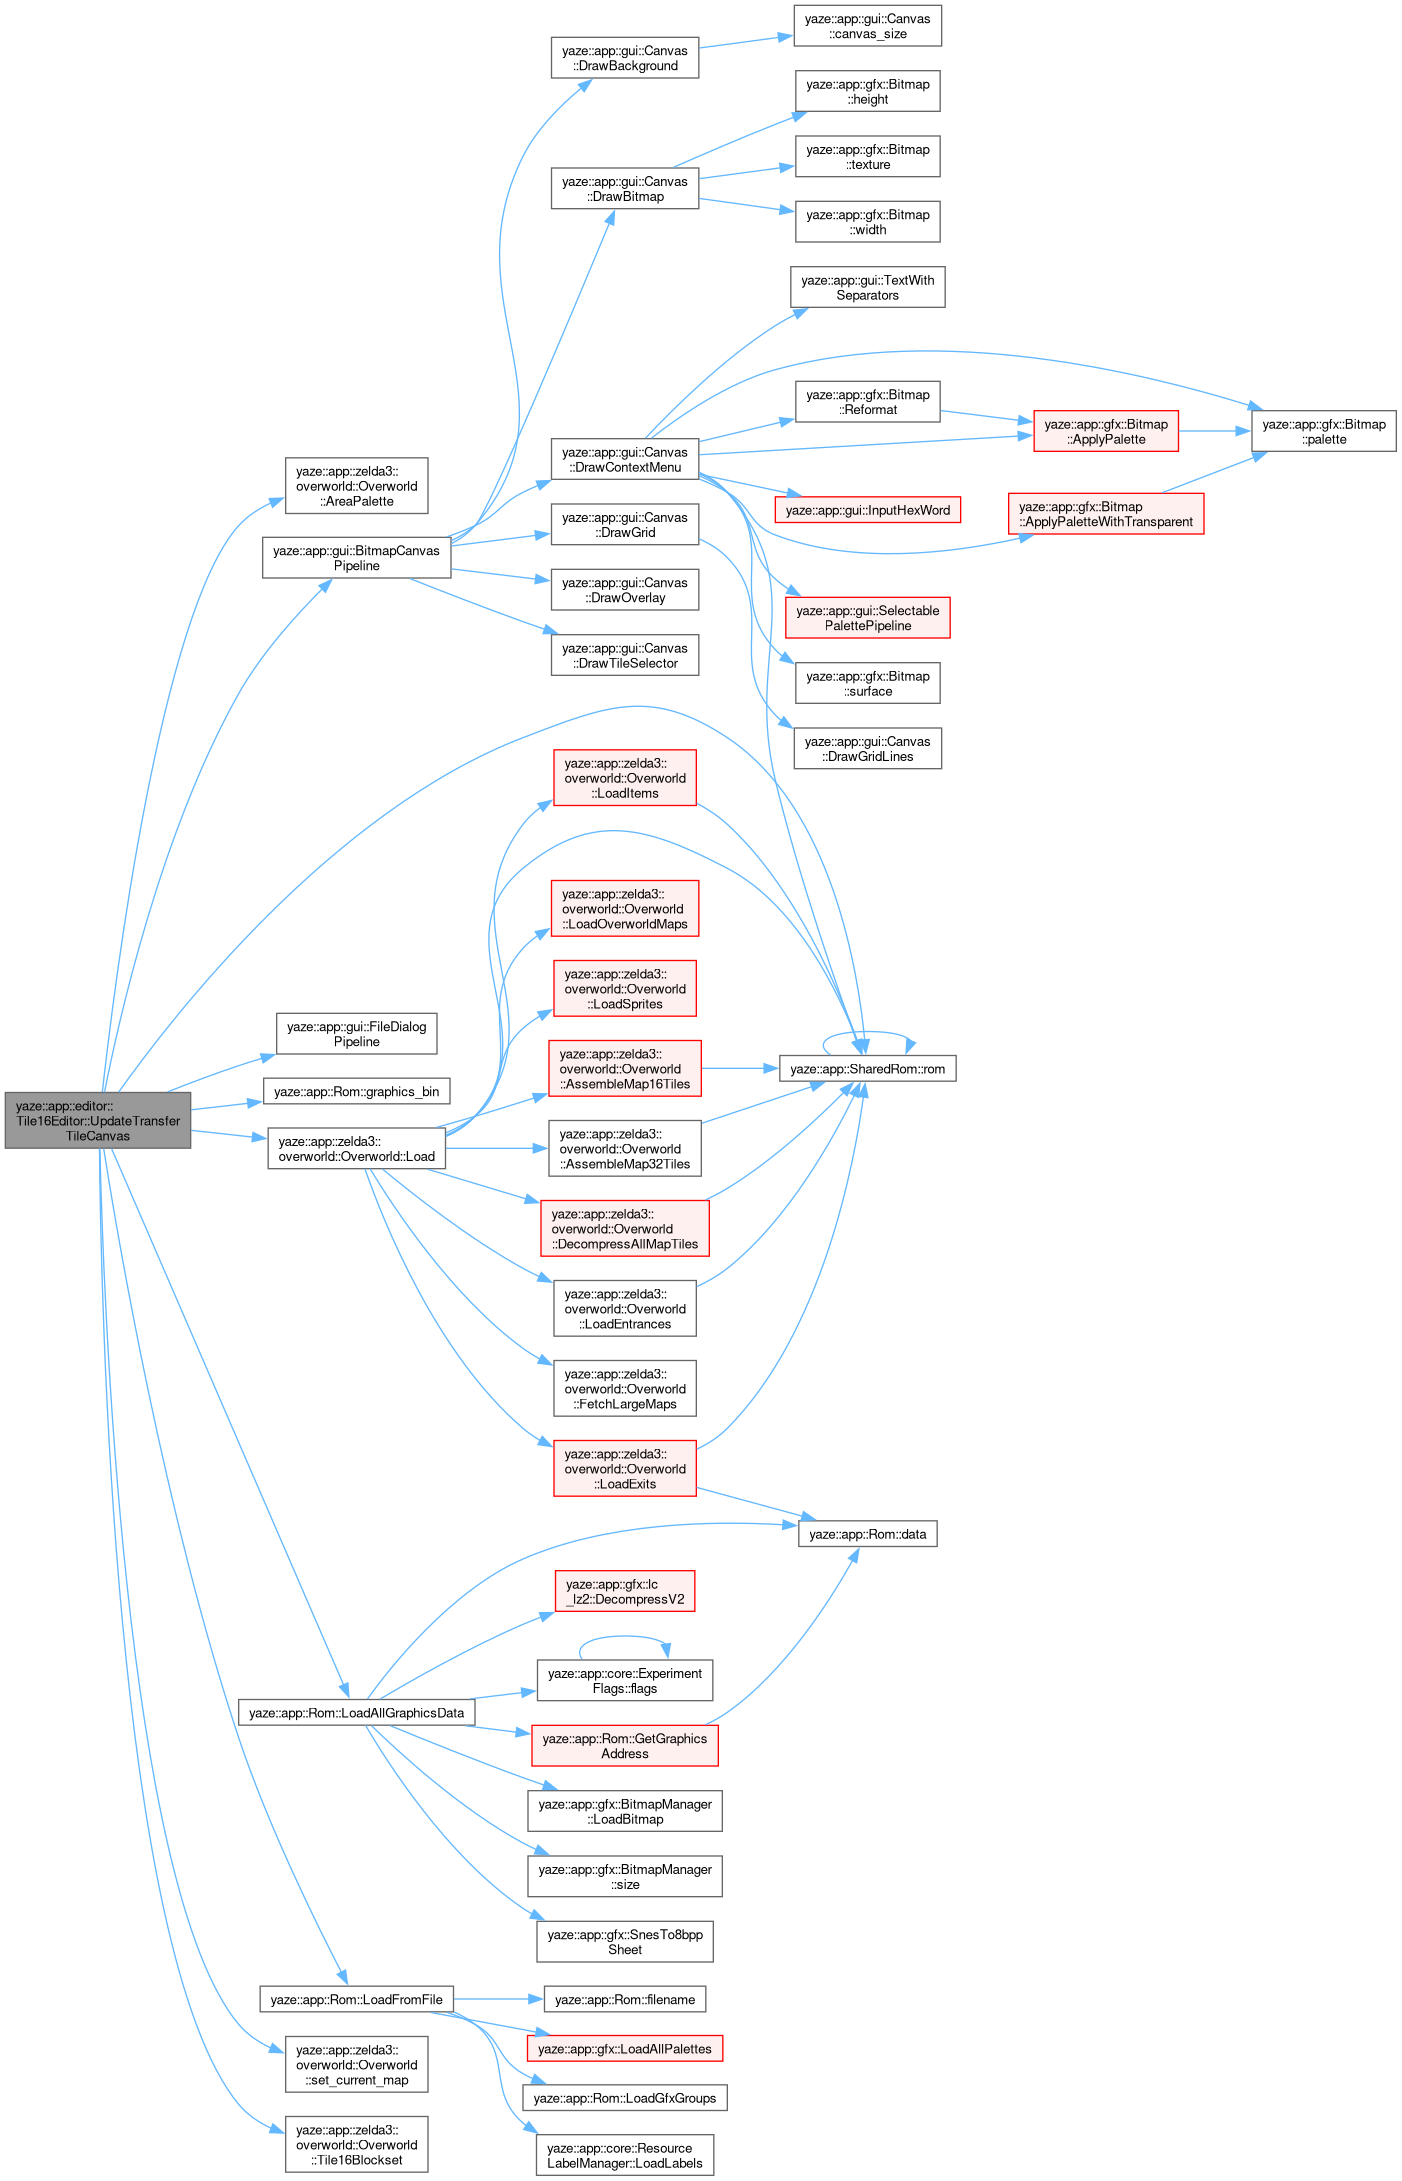 yaze::app::gui::Canvas
::canvas_size
yaze::app::gui::Canvas
::DrawBackground
yaze::app::gfx::Bitmap
::height
yaze::app::gfx::Bitmap
::texture
yaze::app::gui::Canvas
::DrawBitmap
yaze::app::gfx::Bitmap
::width
yaze::app::gui::TextWith
Separators
yaze::app::gfx::Bitmap
::Reformat
yaze::app::gfx::Bitmap
::ApplyPalette
yaze::app::gfx::Bitmap
::palette
yaze::app::gui::Canvas
::DrawContextMenu
yaze::app::zelda3::
overworld::Overworld
::AreaPalette
yaze::app::gui::InputHexWord
yaze::app::gfx::Bitmap
::ApplyPaletteWithTransparent
yaze::app::gui::Canvas
::DrawGrid
yaze::app::gui::BitmapCanvas
Pipeline
yaze::app::gui::Canvas
::DrawOverlay
yaze::app::gui::Selectable
PalettePipeline
yaze::app::gui::Canvas
::DrawTileSelector
yaze::app::gfx::Bitmap
::surface
yaze::app::gui::Canvas
::DrawGridLines
yaze::app::zelda3::
overworld::Overworld
::LoadItems
yaze::app::zelda3::
overworld::Overworld
::LoadOverworldMaps
yaze::app::zelda3::
overworld::Overworld
::LoadSprites
yaze::app::gui::FileDialog
Pipeline
yaze::app::zelda3::
overworld::Overworld
::AssembleMap16Tiles
yaze::app::SharedRom::rom
yaze::app::Rom::graphics_bin
yaze::app::editor::
Tile16Editor::UpdateTransfer
TileCanvas
yaze::app::zelda3::
overworld::Overworld::Load
yaze::app::zelda3::
overworld::Overworld
::AssembleMap32Tiles
yaze::app::zelda3::
overworld::Overworld
::DecompressAllMapTiles
yaze::app::zelda3::
overworld::Overworld
::LoadEntrances
yaze::app::zelda3::
overworld::Overworld
::FetchLargeMaps
yaze::app::zelda3::
overworld::Overworld
::LoadExits
yaze::app::Rom::data
yaze::app::gfx::lc
_lz2::DecompressV2
yaze::app::core::Experiment
Flags::flags
yaze::app::Rom::LoadAllGraphicsData
yaze::app::Rom::GetGraphics
Address
yaze::app::gfx::BitmapManager
::LoadBitmap
yaze::app::gfx::BitmapManager
::size
yaze::app::gfx::SnesTo8bpp
Sheet
yaze::app::Rom::LoadFromFile
yaze::app::Rom::filename
yaze::app::gfx::LoadAllPalettes
yaze::app::zelda3::
overworld::Overworld
::set_current_map
yaze::app::Rom::LoadGfxGroups
yaze::app::zelda3::
overworld::Overworld
::Tile16Blockset
yaze::app::core::Resource
LabelManager::LoadLabels